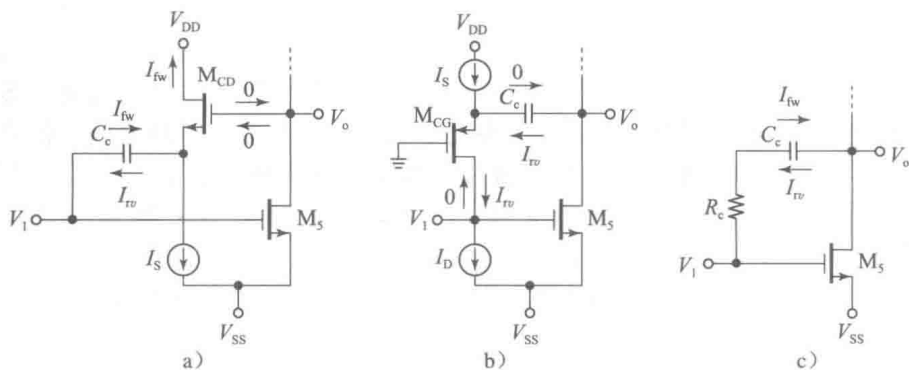 V_DD
I_fw
M_CD
0
0
I_fw
C_c
I_rv
V_o
V_1
M_5
I_S
V_SS
a)
V_DD
I_S
0
C_c
M_CG
I_rv
V_o
0
I_rv
V_1
M_5
I_D
V_SS
b)
I_fw
C_c
V_o
I_rv
R_c
V_1
M_5
V_SS
c)